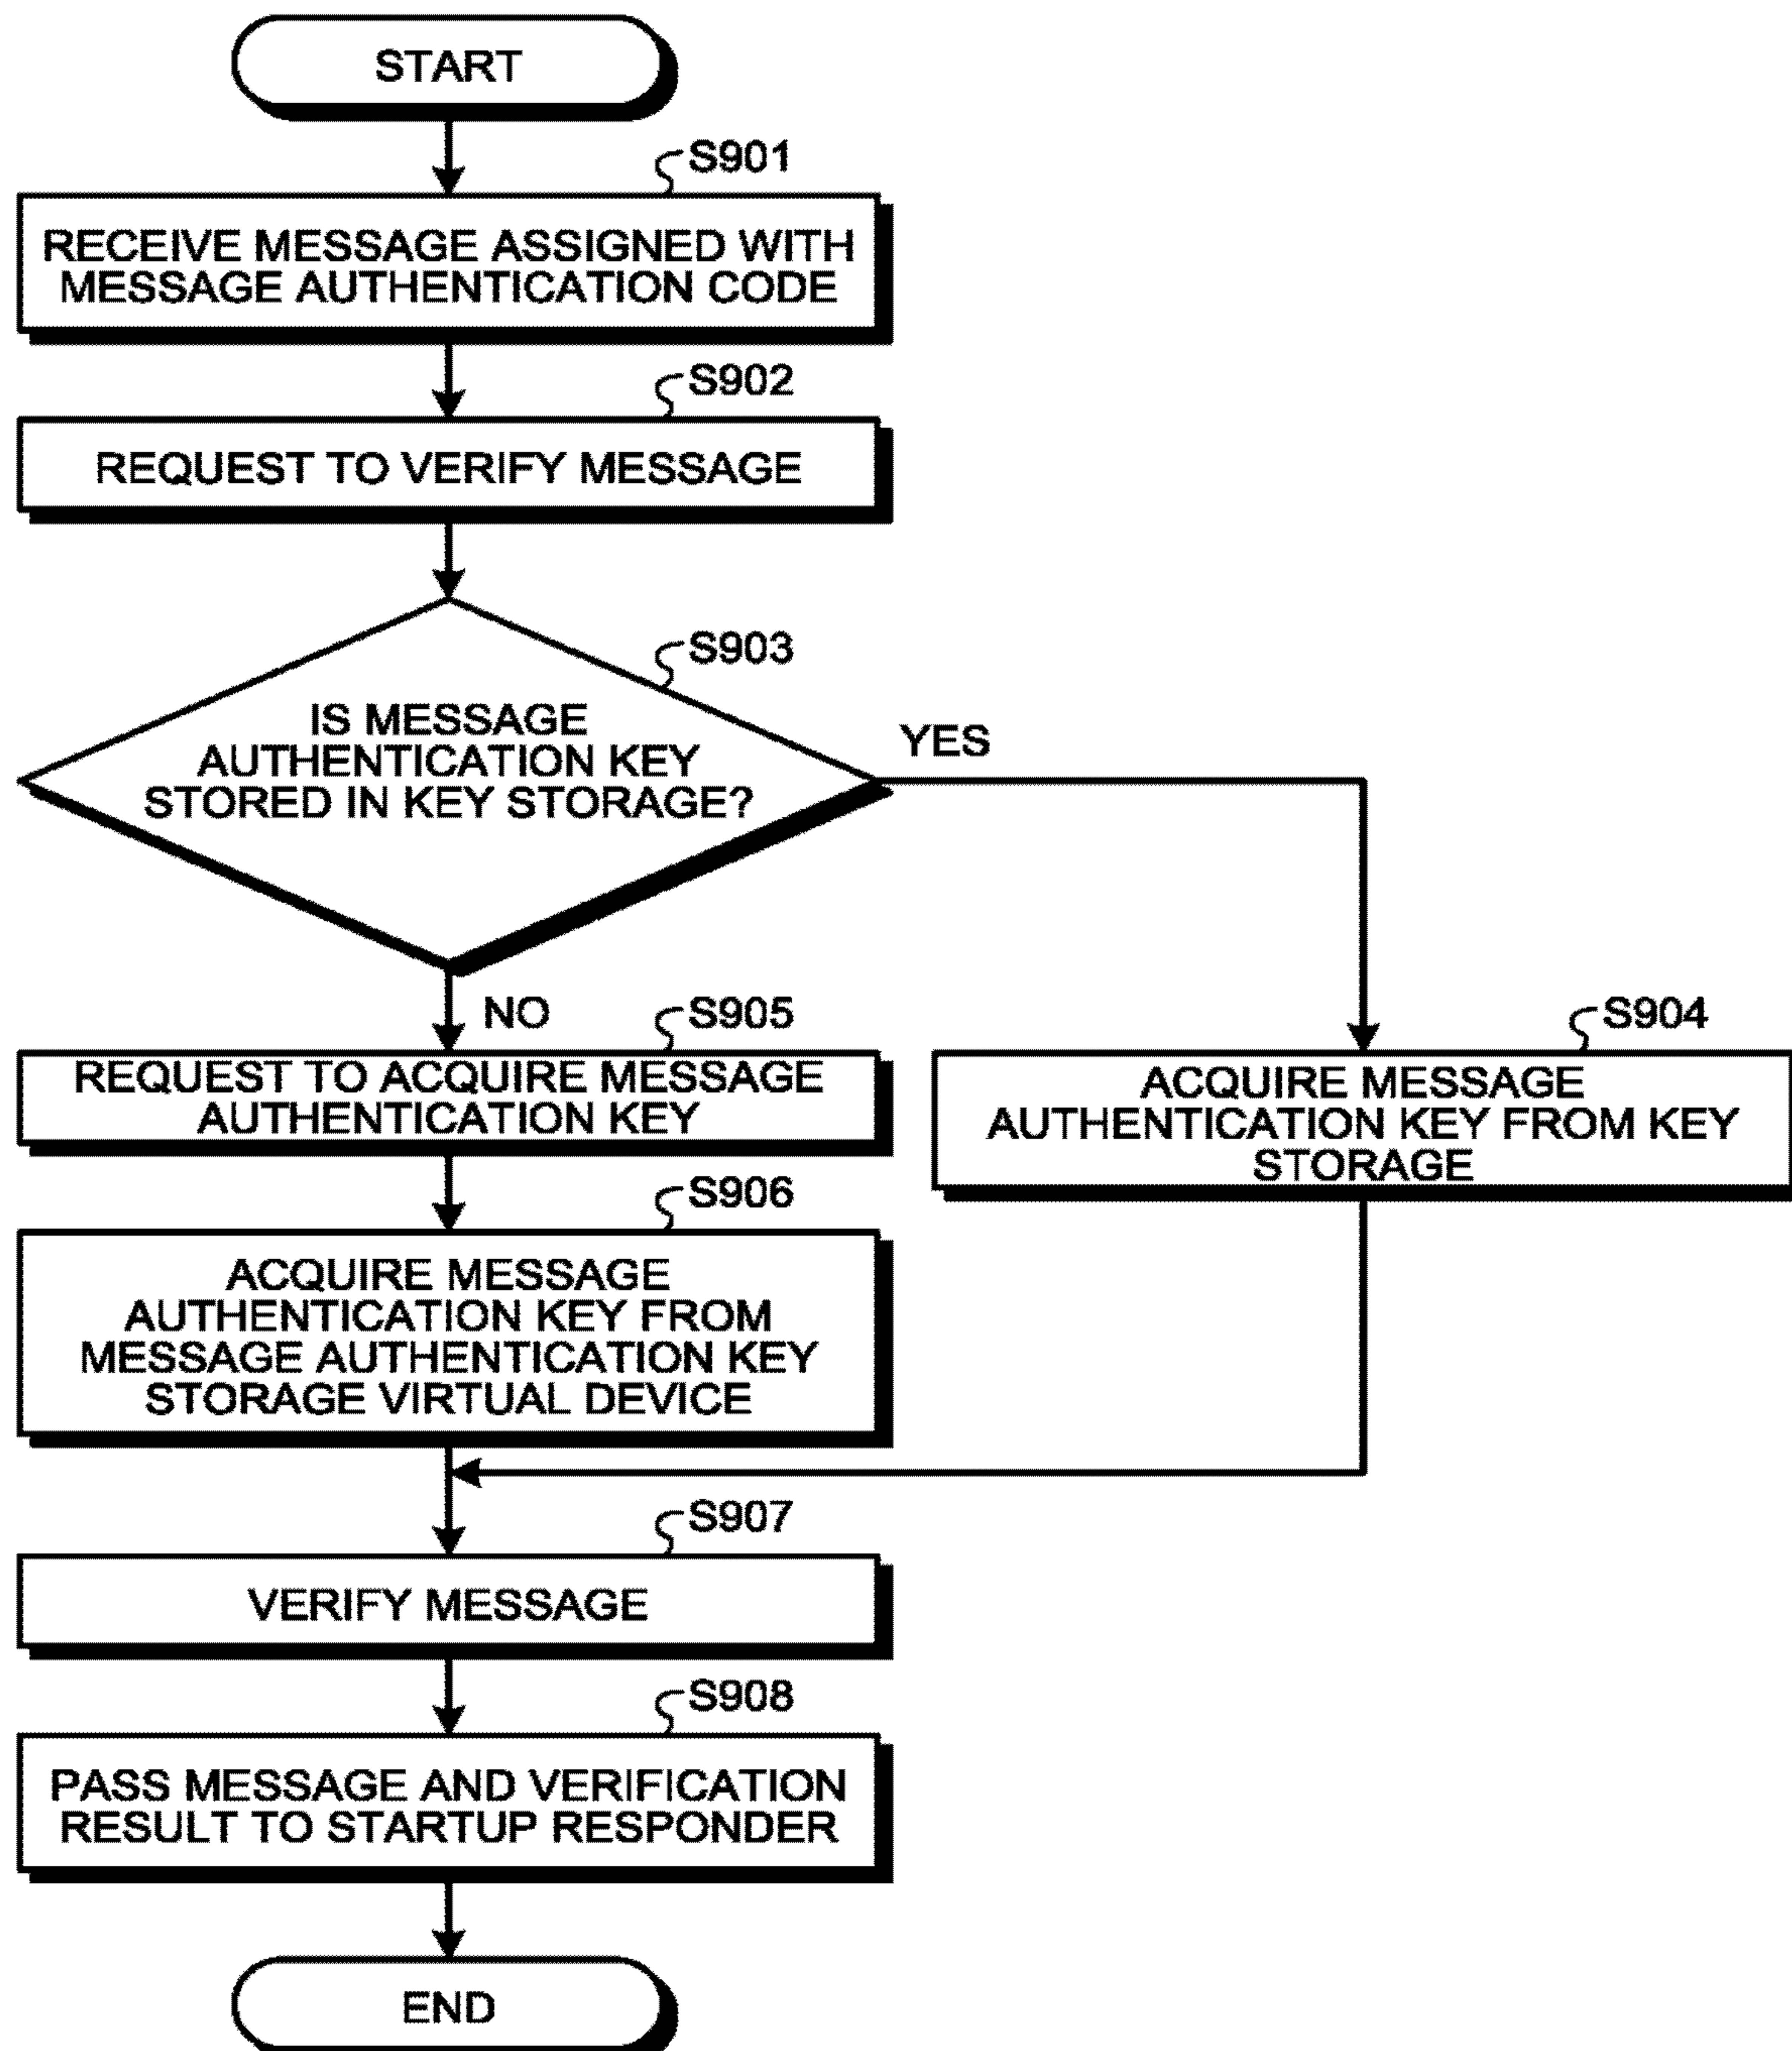 START
S901
RECEIVE MESSAGE ASSIGNED WITH
MESSAGE AUTHENTICATION CODE
S902
REQUEST TO VERIFY MESSAGE
S903
IS MESSAGE
AUTHENTICATION KEY
STORED IN KEY STORAGE?
YES
NO
S905
REQUEST TO ACQUIRE MESSAGE
AUTHENTICATION KEY
S904
ACQUIRE MESSAGE
AUTHENTICATION KEY FROM KEY
STORAGE
S906
ACQUIRE MESSAGE
AUTHENTICATION KEY FROM
MESSAGE AUTHENTICATION KEY
STORAGE VIRTUAL DEVICE
S907
VERIFY MESSAGE
S908
PASS MESSAGE AND VERIFICATION
RESULT TO STARTUP RESPONDER
END